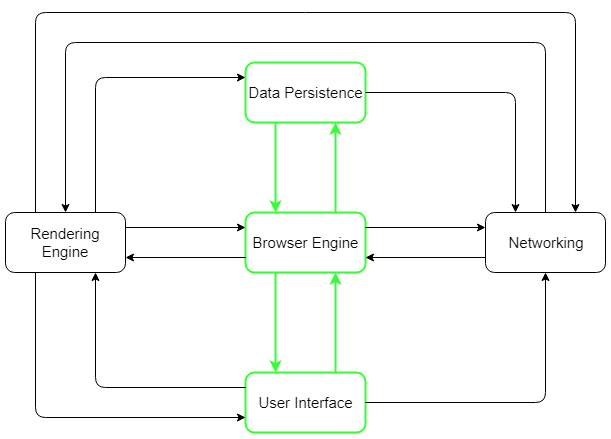 Data Persistence
Rendering
Engine
Browser Engine
Networking
User Interface